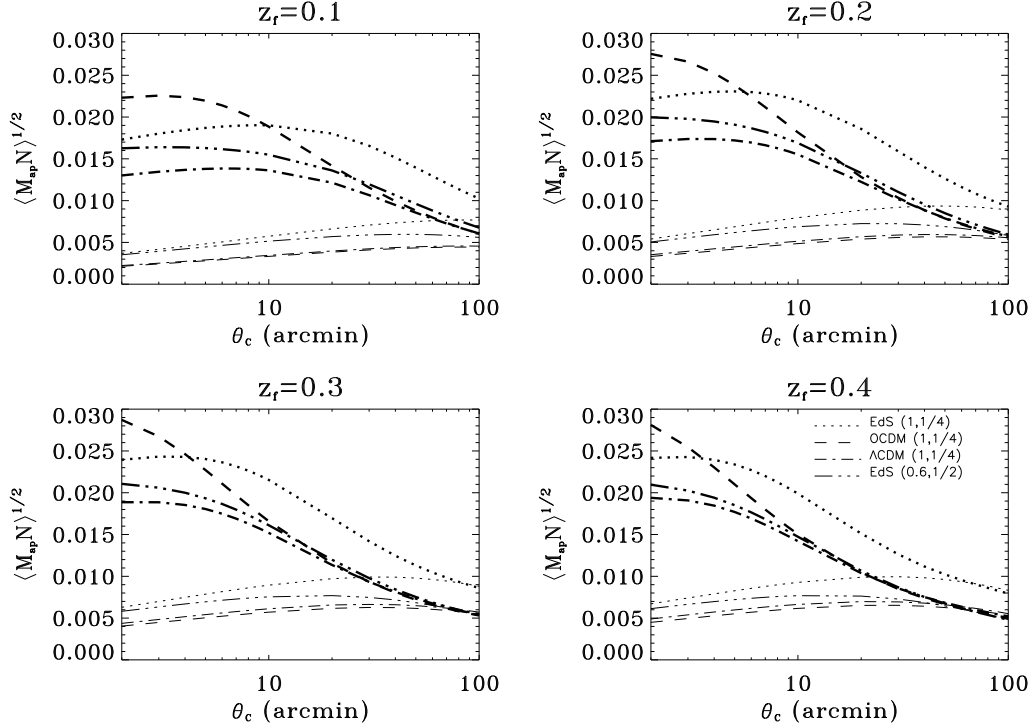 z_f=0.1
0.030
0.025
0.020
0.015
0.010
0.005
0.000
⟨M_ap N⟩^1/2
10
100
θ_c (arcmin)
z_f=0.2
0.030
0.025
0.020
0.015
0.010
0.005
0.000
⟨M_ap N⟩^1/2
10
100
θ_c (arcmin)
z_f=0.3
0.030
0.025
0.020
0.015
0.010
0.005
0.000
⟨M_ap N⟩^1/2
10
100
θ_c (arcmin)
z_f=0.4
0.030
0.025
0.020
0.015
0.010
0.005
0.000
⟨M_ap N⟩^1/2
EdS (1,1/4)
OCDM (1,1/4)
ΛCDM (1,1/4)
EdS (0.6,1/2)
10
100
θ_c (arcmin)